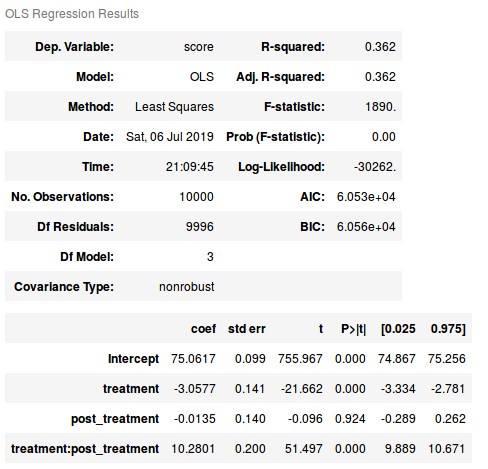 OLS Regression Results
Dep. Variable: score R-squared: 0.362
Model: OLS Adj. R-squared: 0.362
Method: Least Squares F-statistic: 1890.
Date: Sat, 06 Jul 2019 Prob (F-statistic): 0.00
Time: 21:09:45 Log-Likelihood: -30262.
No. Observations: 10000 AIC: 6.053e+04
Df Residuals: 9996 BIC: 6.056e+04
Df Model: 3
Covariance Type: nonrobust
coef std err t P>|t| [0.025 0.975]
Intercept 75.0617 0.099 755.967 0.000 74.867 75.256
treatment -3.0577 0.141 -21.662 0.000 -3.334 -2.781
post_treatment -0.0135 0.140 -0.096 0.924 -0.289 0.262
treatment:post_treatment 10.2801 0.200 51.497 0.000 9.889 10.671